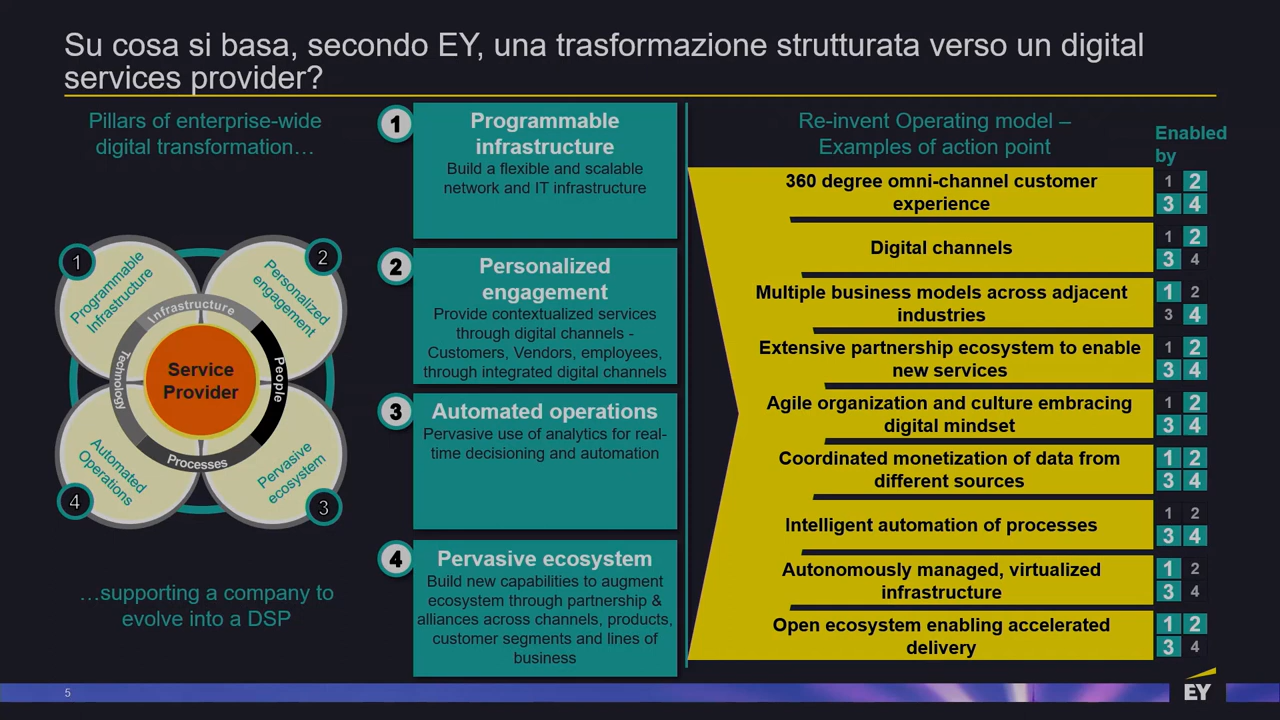 Su cosa si basa, secondo EY, una trasformazione strutturata verso un digital
services provider?
Pillars of enterprise-wide
digital transformation…
1
Programmable
Infrastructure
2
Personalized
engagement
Infrastructure
Technology
People
Processes
Service
Provider
4
Automated
Operations
3
Pervasive
ecosystem
…supporting a company to
evolve into a DSP
1
Programmable
infrastructure
Build a flexible and scalable
network and IT infrastructure
2
Personalized
engagement
Provide contextualized services
through digital channels -
Customers, Vendors, employees,
through integrated digital channels
3
Automated operations
Pervasive use of analytics for real-
time decisioning and automation
4
Pervasive ecosystem
Build new capabilities to augment
ecosystem through partnership &
alliances across channels, products,
customer segments and lines of
business
Re-invent Operating model –
Examples of action point
Enabled
by
360 degree omni-channel customer
experience
1 2
3 4
Digital channels
1 2
3 4
Multiple business models across adjacent
industries
1 2
3 4
Extensive partnership ecosystem to enable
new services
1 2
3 4
Agile organization and culture embracing
digital mindset
1 2
3 4
Coordinated monetization of data from
different sources
1 2
3 4
Intelligent automation of processes
1 2
3 4
Autonomously managed, virtualized
infrastructure
1 2
3 4
Open ecosystem enabling accelerated
delivery
1 2
3 4
5
EY